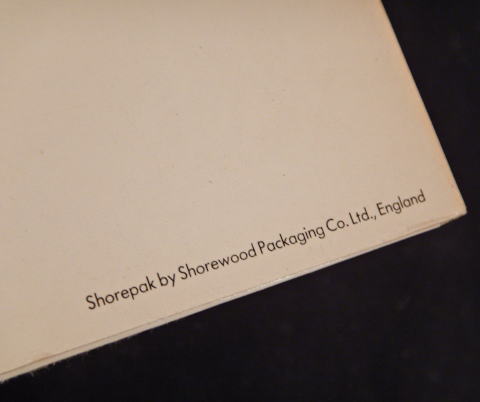 Shorepak by Shorewood Packaging Co. Ltd., England